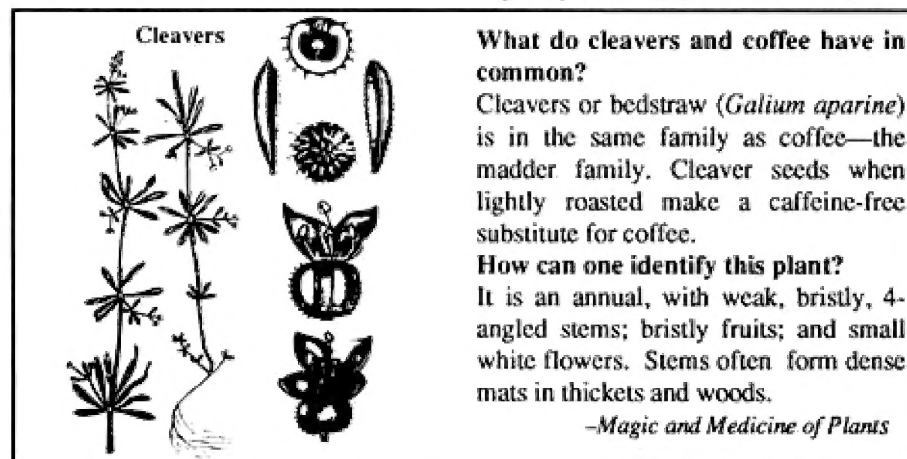 Cleavers
What do cleavers and coffee have in
common?
Cleavers or bedstraw (Galium aparine)
is in the same family as coffee—the
madder family. Cleaver seeds when
lightly roasted make a caffeine-free
substitute for coffee.
How can one identify this plant?
It is an annual, with weak, bristly, 4-
angled stems; bristly fruits; and small
white flowers. Stems often form dense
mats in thickets and woods.
–Magic and Medicine of Plants